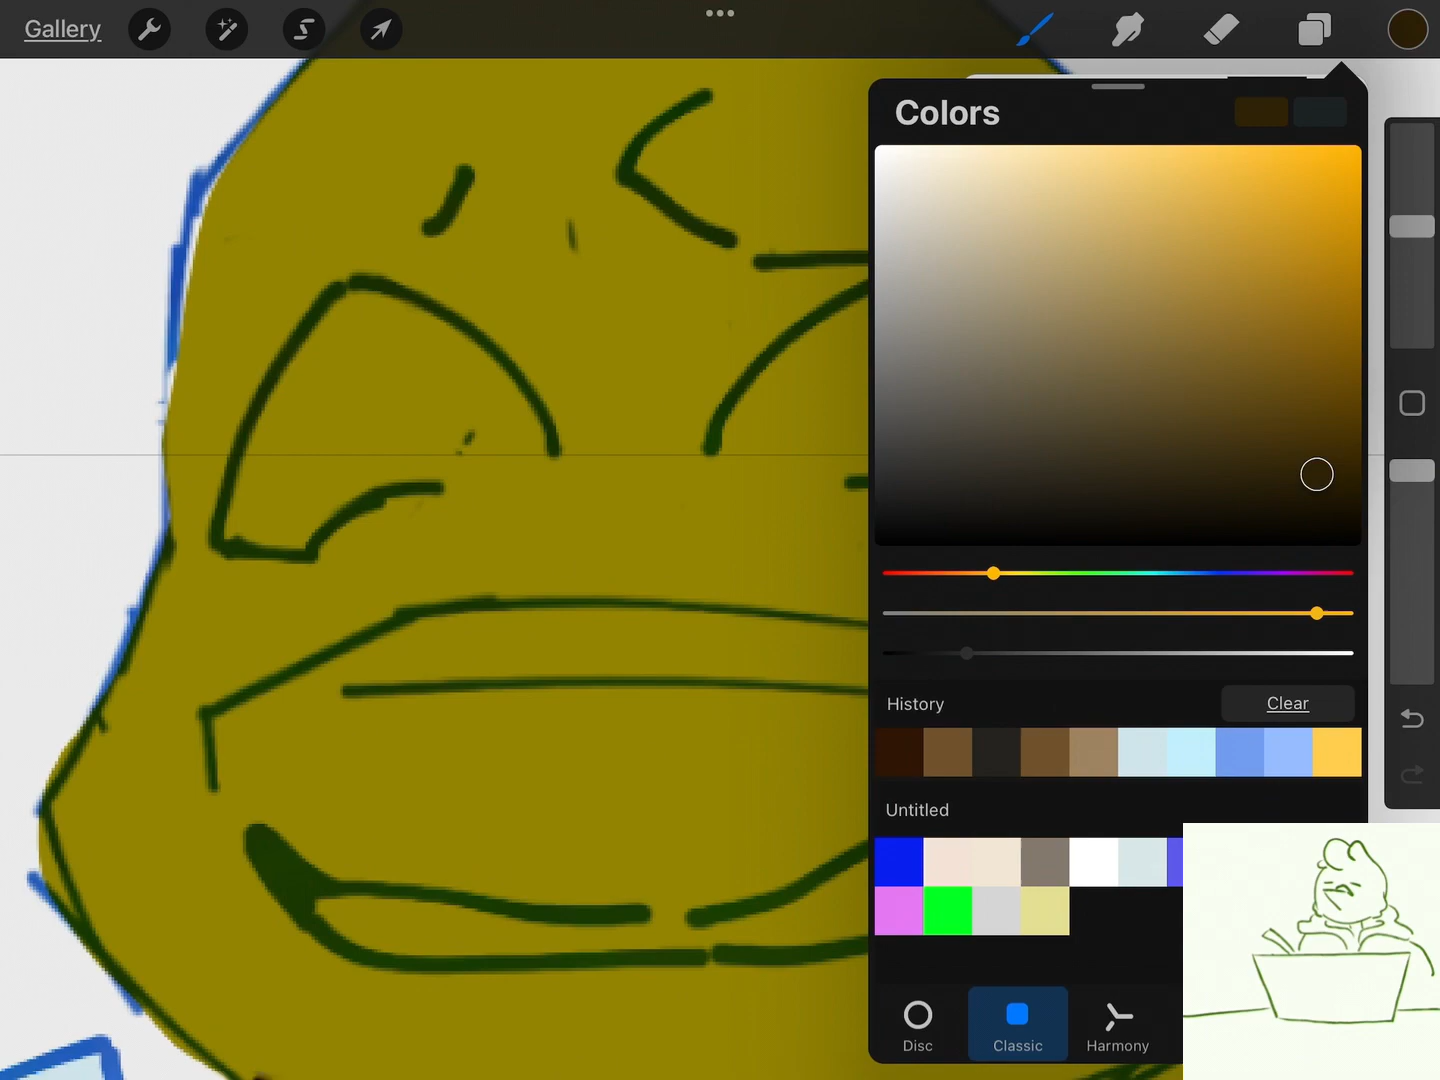 Gallery
Colors
History
Clear
Untitled
Disc
Classic
Harmony